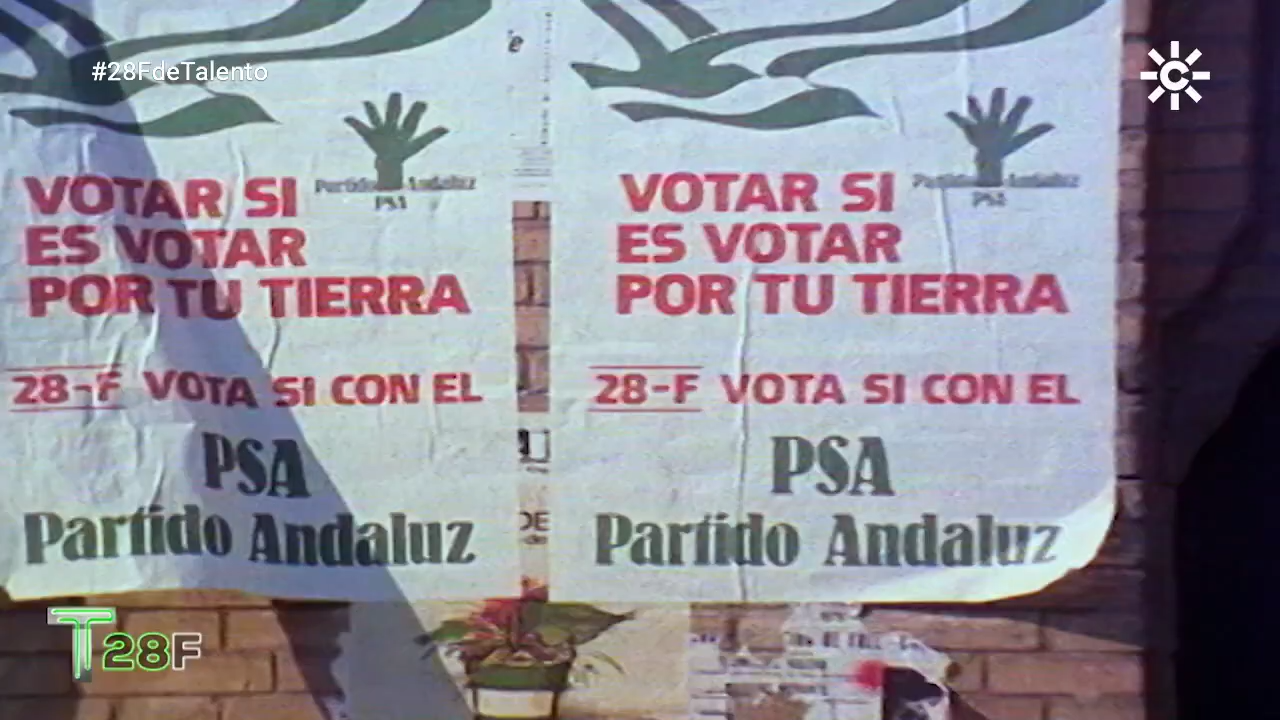 #28FdeTalento
C
VOTAR SI
ES VOTAR
POR TU TIERRA
Partido Andaluz
PSA
28-F VOTA SI CON EL
PSA
Partido Andaluz
VOTAR SI
ES VOTAR
POR TU TIERRA
Partido Andaluz
PSA
28-F VOTA SI CON EL
PSA
Partido Andaluz
DE
T28F